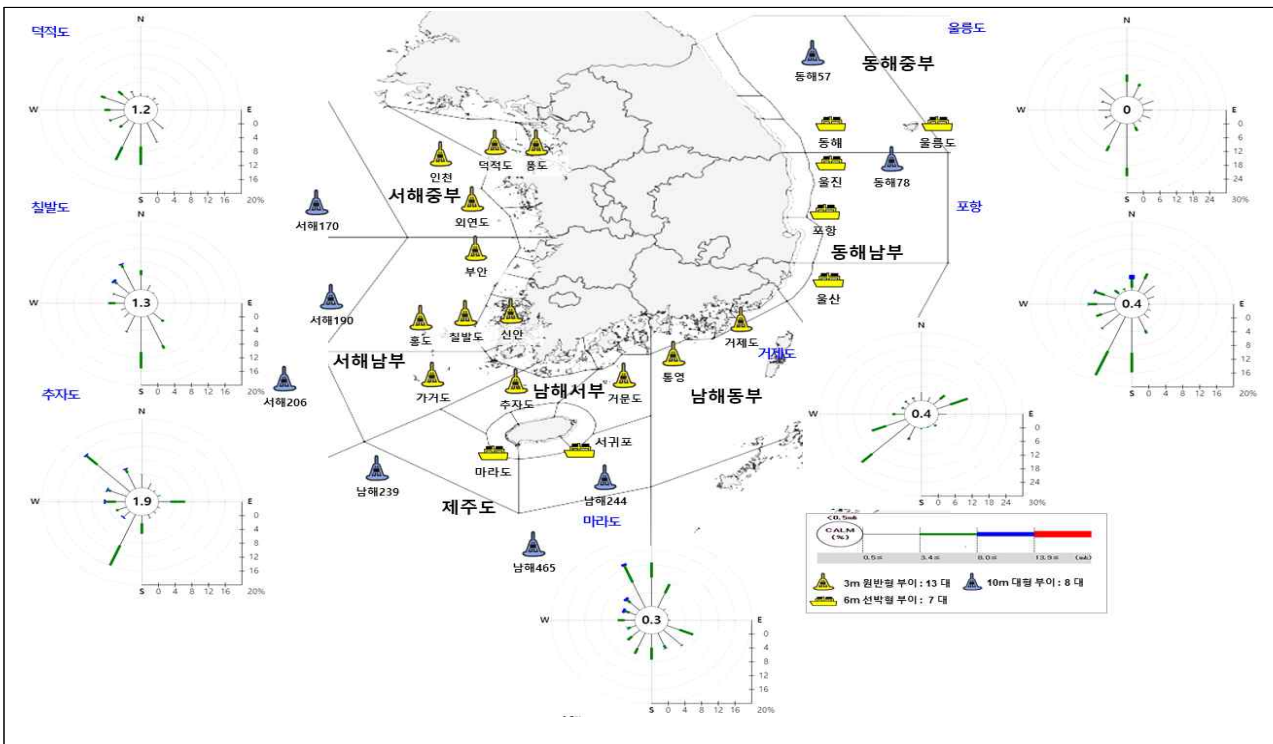 덕적도
N
W
E
1.2
0
4
8
12
16
S 0 4 8 12 16 20%
칠발도
N
W
E
1.3
0
4
8
12
16
S 0 4 8 12 16 20%
추자도
N
W
E
1.9
0
4
8
12
16
S 0 4 8 12 16 20%
울릉도
N
W
E
0
0
6
12
18
24
S 0 6 12 18 24 30%
포항
N
W
E
0.4
0
4
8
12
16
S 0 4 8 12 16 20%
거제도
W
E
0.4
0
6
12
18
24
S 0 6 12 18 24 30%
마라도
N
W
E
0.3
0
4
8
12
16
S 0 4 8 12 16 20%
동해57
동해중부
동해
울릉도
울진
동해78
포항
동해남부
울산
인천
덕적도
풍도
서해중부
외연도
서해170
부안
서해190
홍도
칠발도
신안
서해남부
서해206
가거도
추자도
남해서부
거문도
통영
거제도
남해동부
마라도
서귀포
남해239
제주도
남해244
남해465
<0.5㎧
CALM
(%)
0.5≤ 3.4≤ 8.0≤ 13.9≤ (㎧)
3m 원반형 부이 : 13 대
10m 대형 부이 : 8 대
6m 선박형 부이 : 7 대